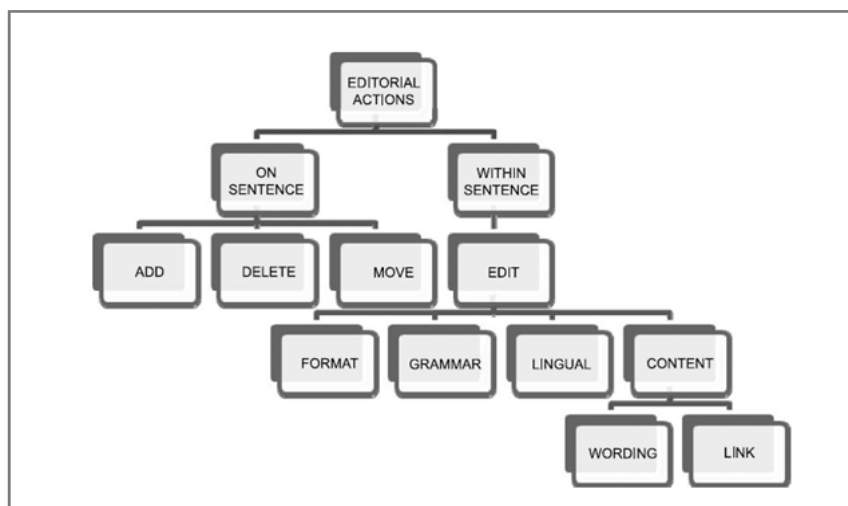 EDITORIAL
ACTIONS
ON
SENTENCE
WITHIN
SENTENCE
ADD
DELETE
MOVE
EDIT
FORMAT
GRAMMAR
LINGUAL
CONTENT
WORDING
LINK